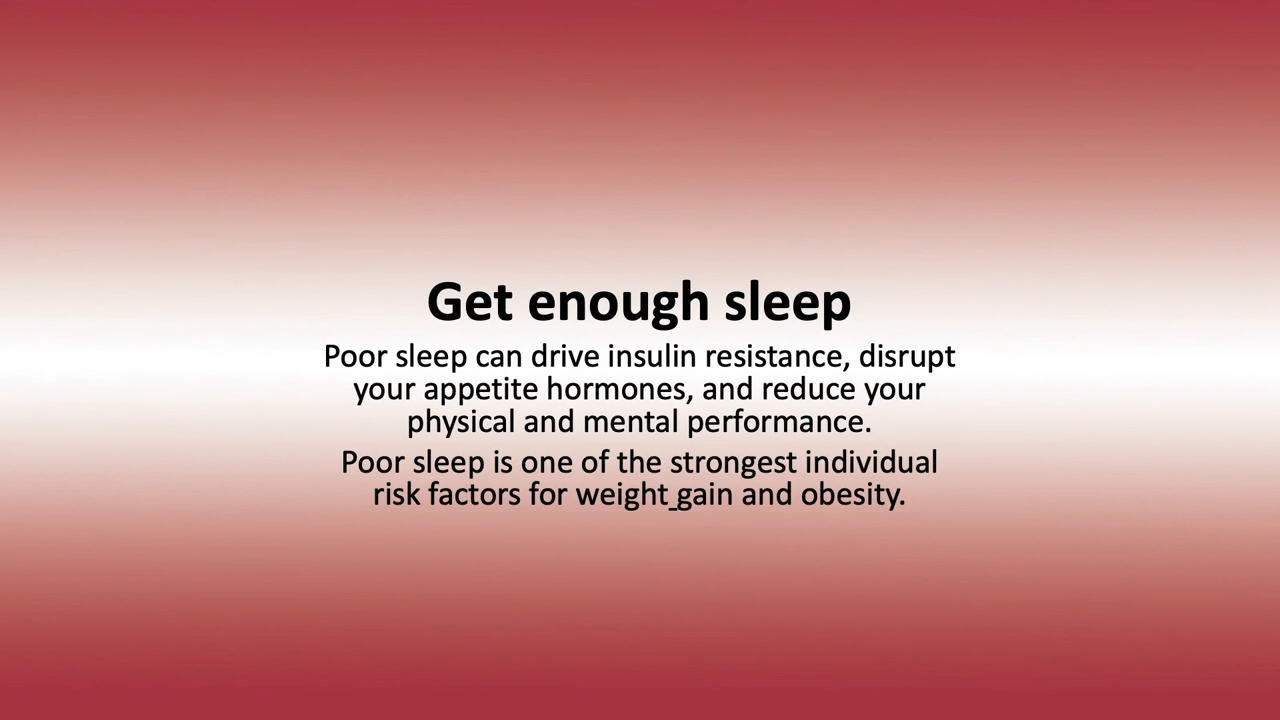 Get enough sleep
Poor sleep can drive insulin resistance, disrupt
your appetite hormones, and reduce your
physical and mental performance.
Poor sleep is one of the strongest individual
risk factors for weight gain and obesity.